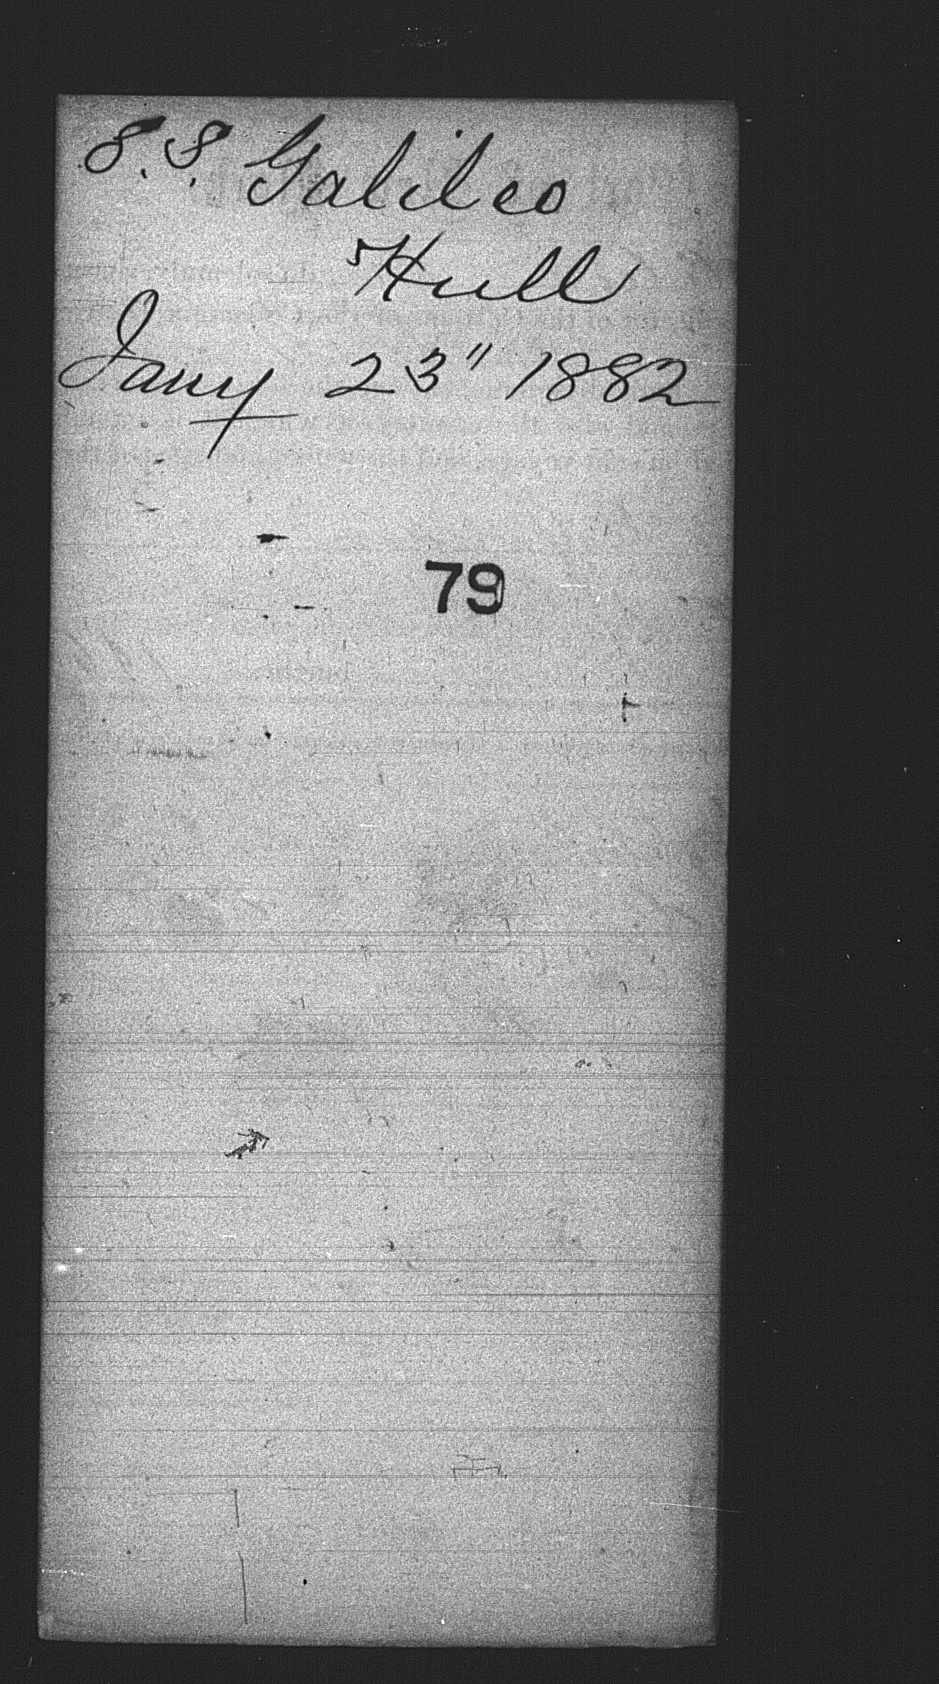 S.S. Galileo
Hull
Jany 23" 1882
79